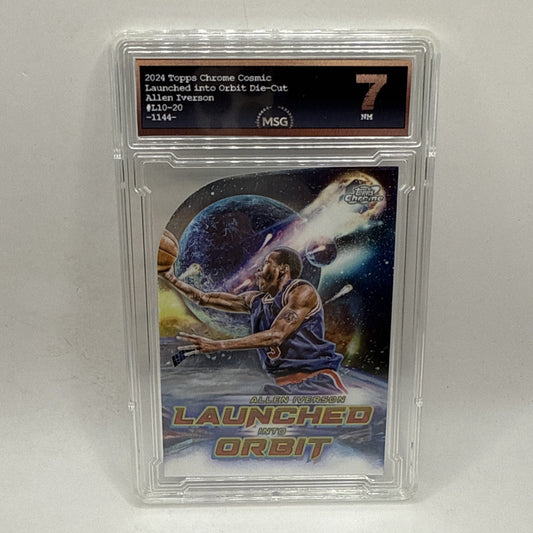 2024 Topps Chrome Cosmic
Launched into Orbit Die-Cut
Allen Iverson
#L10-20
-1144-
MSG
7
NM
Topps
Chrome
ALLEN IVERSON
LAUNCHED
INTO
ORBIT